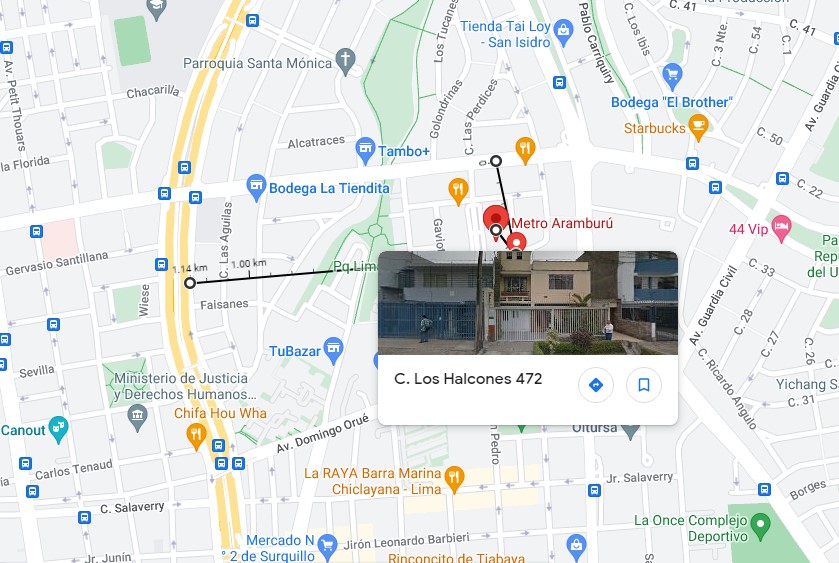 C. 41
la Producción
Pablo Carriquiry
Los Tucanes
Tienda Tai Loy
- San Isidro
C. Los Ibis
C. 3 Nte.
C. 54
C. 1
C. 41
Av. Guardia Ci
Av. Petit Thouars
Parroquia Santa Mónica
Chacarilla
Golondrinas
C. Las Perdices
Bodega "El Brother"
Starbucks
C. 50
Alcatraces
Tambo+
la Florida
Bodega La Tiendita
C. 22
0
C. Las Aguilas
Gaviot
Metro Aramburú
44 Vip
Pa
Repú
del U
Gervasio Santillana
1.14 km
1.00 km
Pq.Lim
C. 33
Wiese
Faisanes
Av. Guardia Civil
C. 28
C. 27
C. 26
TuBazar
Sevilla
C. Los Halcones 472
C. Ricardo Angulo
Yichang S
C. 31
Ministerio de Justicia
y Derechos Humanos...
Chifa Hou Wha
Canout
Av. Domingo Orué
n Pedro
Oltursa
Carlos Tenaud
La RAYA Barra Marina
Chiclayana - Lima
Jr. Salaverry
C. Salaverry
Borges
La Once Complejo
Deportivo
Mercado N
° 2 de Surquillo
Jirón Leonardo Barbieri
Jr. Junín
Rinconcito de Tiabaya